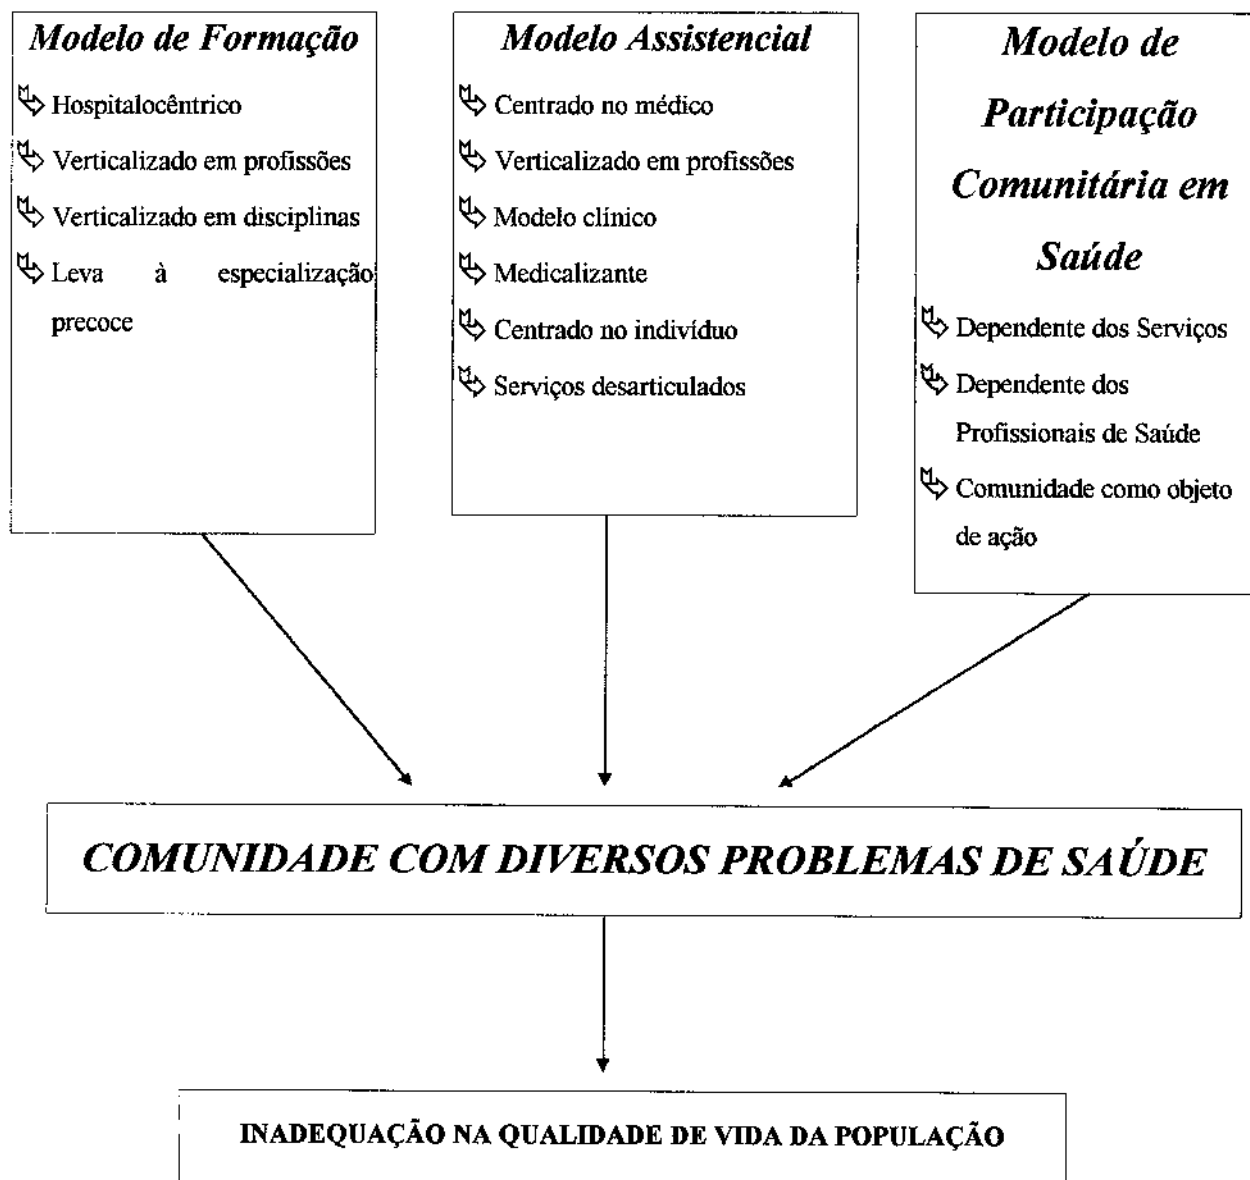 Modelo de Formação
Hospitalocêntrico
Verticalizado em profissões
Verticalizado em disciplinas
Leva à especialização
precoce
Modelo Assistencial
Centrado no médico
Verticalizado em profissões
Modelo clínico
Medicalizante
Centrado no indivíduo
Serviços desarticulados
Modelo de
Participação
Comunitária em
Saúde
Dependente dos Serviços
Dependente dos
Profissionais de Saúde
Comunidade como objeto
de ação
COMUNIDADE COM DIVERSOS PROBLEMAS DE SAÚDE
INADEQUAÇÃO NA QUALIDADE DE VIDA DA POPULAÇÃO